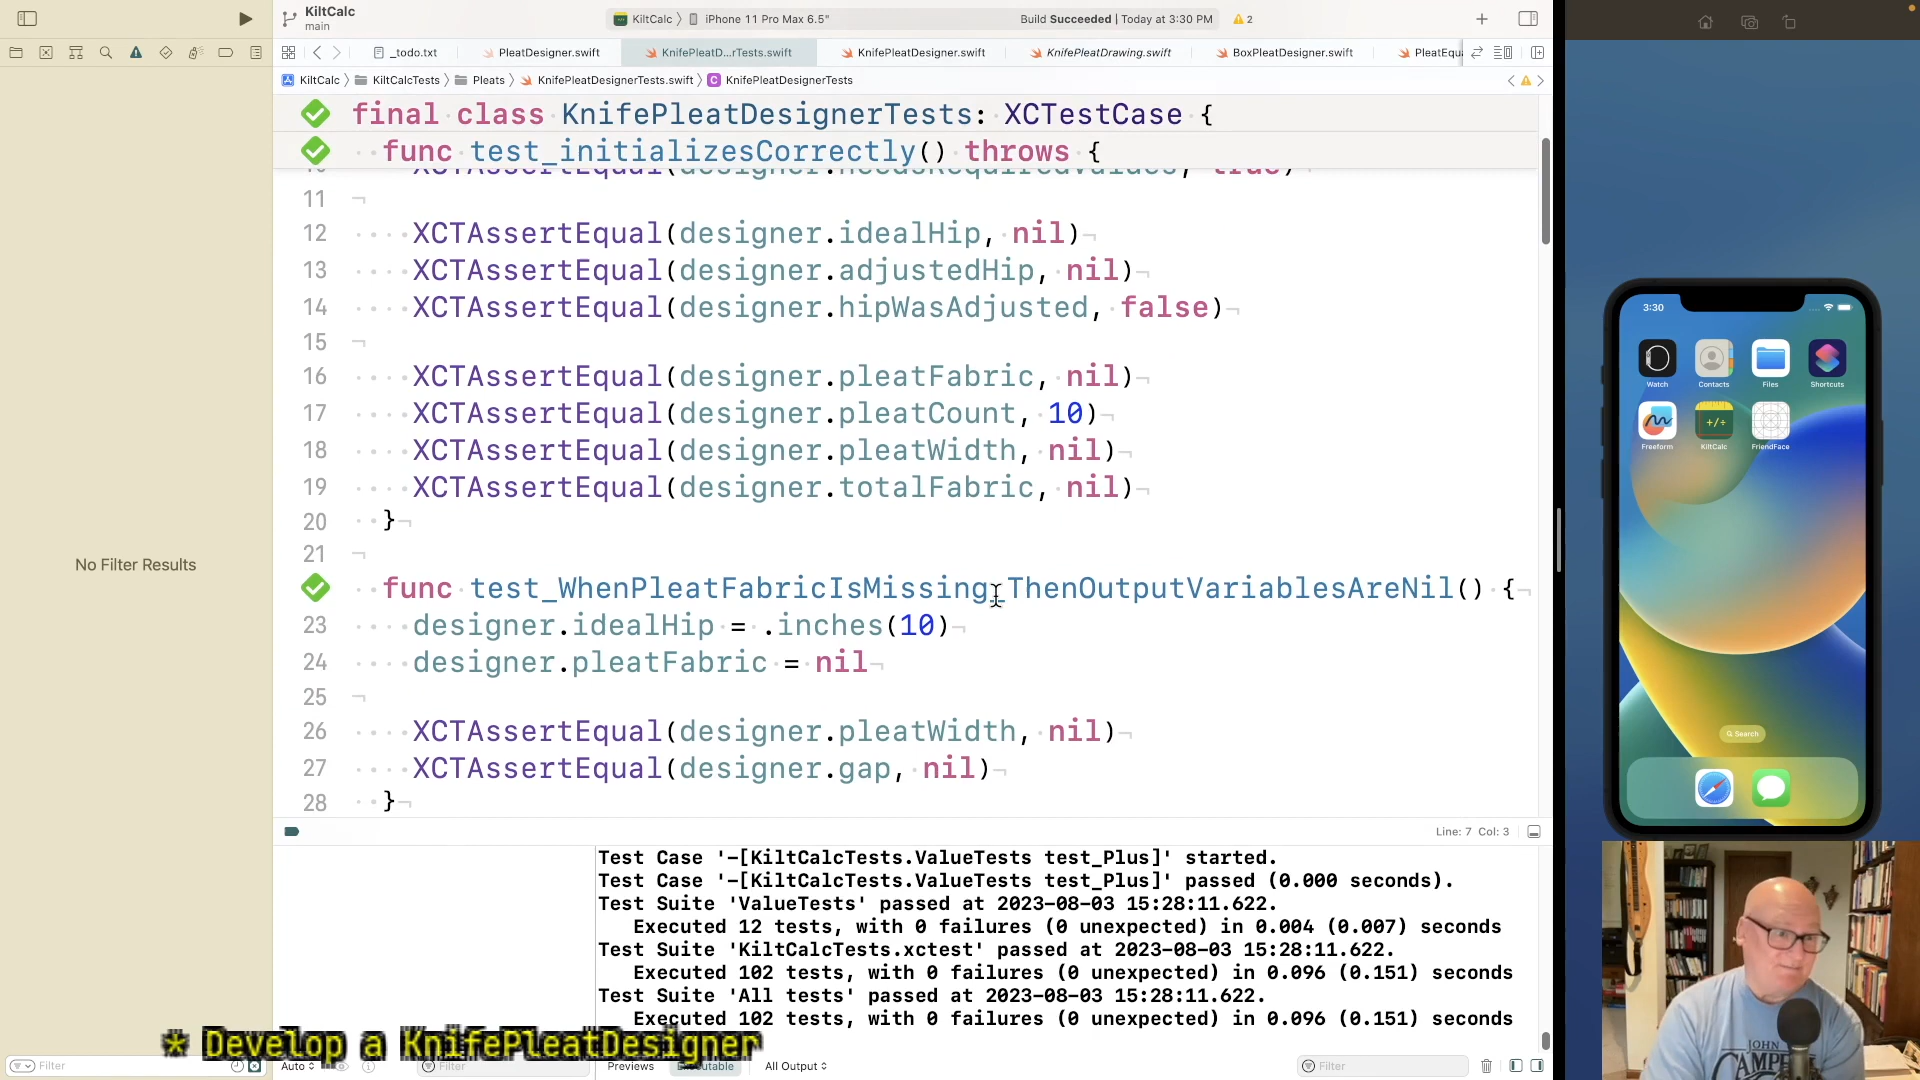 KiltCalc
main
KiltCalc
iPhone 11 Pro Max 6.5"
Build Succeeded | Today at 3:30 PM
2
_todo.txt
PleatDesigner.swift
KnifePleatD...rTests.swift
KnifePleatDesigner.swift
KnifePleatDrawing.swift
BoxPleatDesigner.swift
PleatEqua
KiltCalc
KiltCalcTests
Pleats
KnifePleatDesignerTests.swift
C KnifePleatDesignerTests
final class KnifePleatDesignerTests: XCTestCase {
func test_initializesCorrectly() throws {
10 XCTAssertEqual(designer.needsRequiredValues, true)
11
12 XCTAssertEqual(designer.idealHip, nil)
13 XCTAssertEqual(designer.adjustedHip, nil)
14 XCTAssertEqual(designer.hipWasAdjusted, false)
15
16 XCTAssertEqual(designer.pleatFabric, nil)
17 XCTAssertEqual(designer.pleatCount, 10)
18 XCTAssertEqual(designer.pleatWidth, nil)
19 XCTAssertEqual(designer.totalFabric, nil)
20 }
21
func test_WhenPleatFabricIsMissing_ThenOutputVariablesAreNil() {
23 designer.idealHip = .inches(10)
24 designer.pleatFabric = nil
25
26 XCTAssertEqual(designer.pleatWidth, nil)
27 XCTAssertEqual(designer.gap, nil)
28 }
No Filter Results
Line: 7 Col: 3
Test Case '-[KiltCalcTests.ValueTests test_Plus]' started.
Test Case '-[KiltCalcTests.ValueTests test_Plus]' passed (0.000 seconds).
Test Suite 'ValueTests' passed at 2023-08-03 15:28:11.622.
Executed 12 tests, with 0 failures (0 unexpected) in 0.004 (0.007) seconds
Test Suite 'KiltCalcTests.xctest' passed at 2023-08-03 15:28:11.622.
Executed 102 tests, with 0 failures (0 unexpected) in 0.096 (0.151) seconds
Test Suite 'All tests' passed at 2023-08-03 15:28:11.622.
Executed 102 tests, with 0 failures (0 unexpected) in 0.096 (0.151) seconds
* Develop a KnifePleatDesigner
Filter
Auto
Filter
Previews
Executable
All Output
Filter
3:30
Watch
Contacts
Files
Shortcuts
Freeform
+/÷
KiltCalc
FriendFace
Search
JOHN